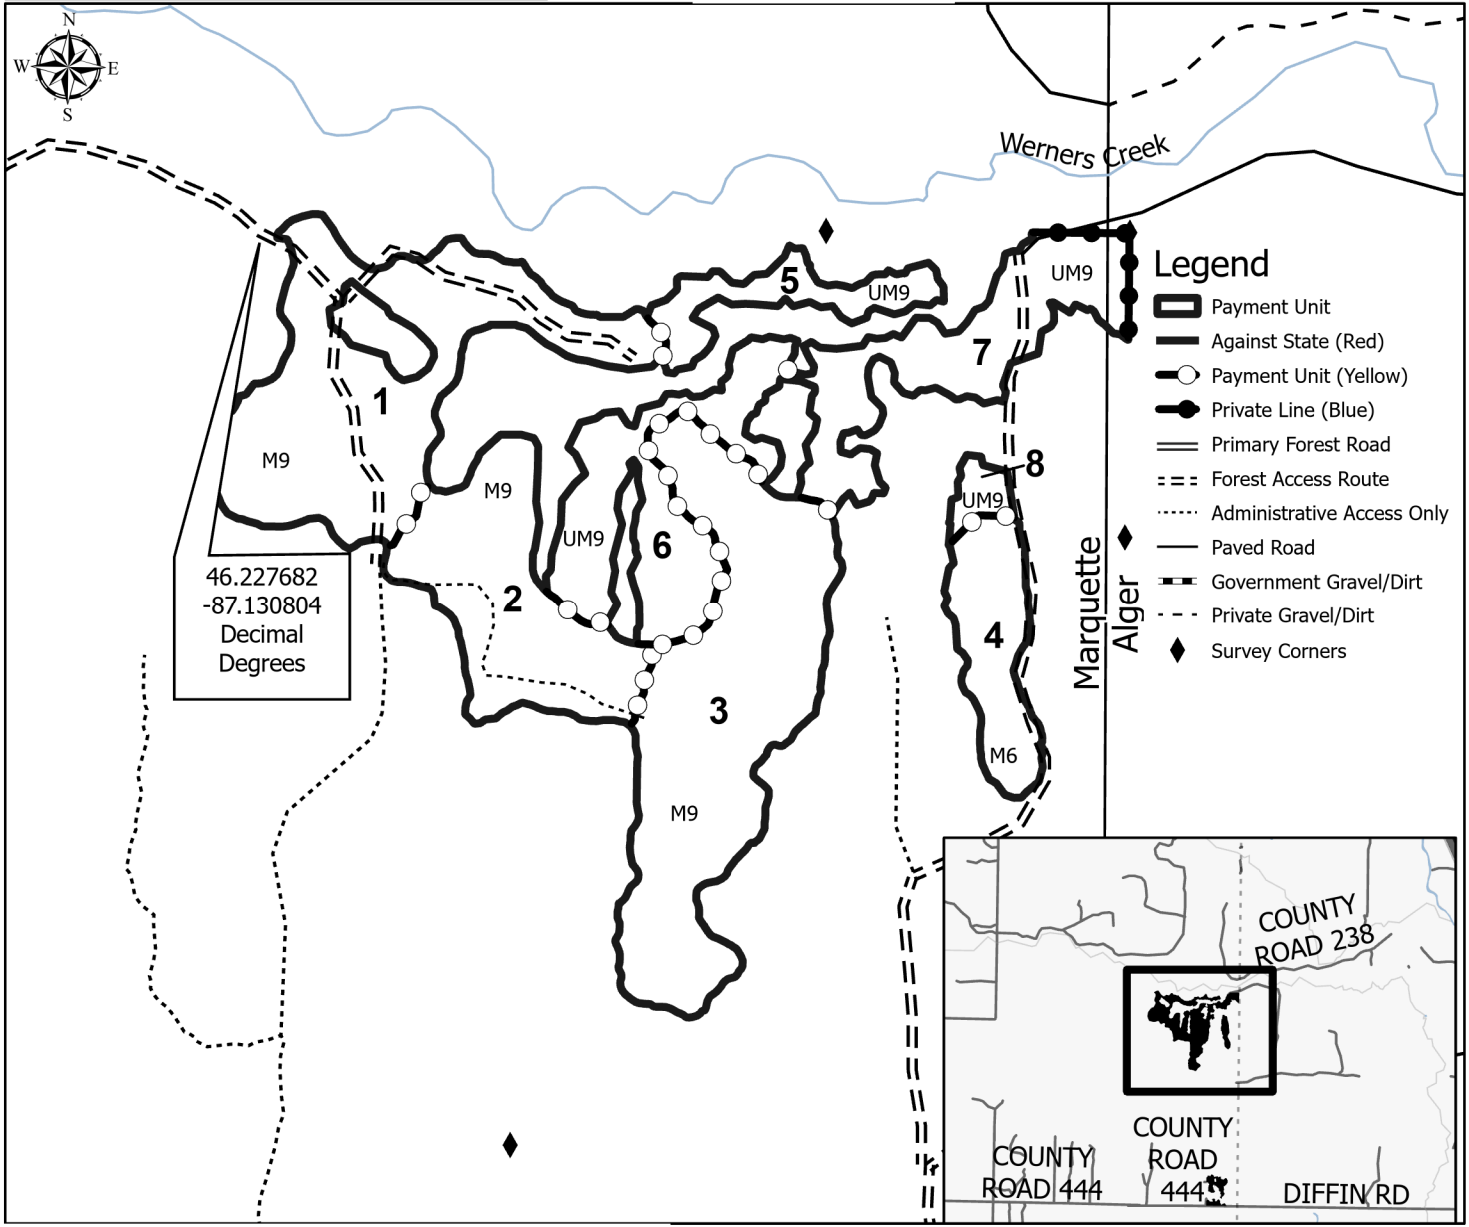 N
W
E
S
Werners Creek
5
UM9
UM9
7
1
M9
M9
UM9
6
2
3
M9
8
UM9
4
M6
46.227682
-87.130804
Decimal
Degrees
Marquette
Alger
Legend
Payment Unit
Against State (Red)
Payment Unit (Yellow)
Private Line (Blue)
Primary Forest Road
Forest Access Route
Administrative Access Only
Paved Road
Government Gravel/Dirt
Private Gravel/Dirt
Survey Corners
COUNTY
ROAD 238
COUNTY
ROAD 444
COUNTY
ROAD
444
DIFFIN RD